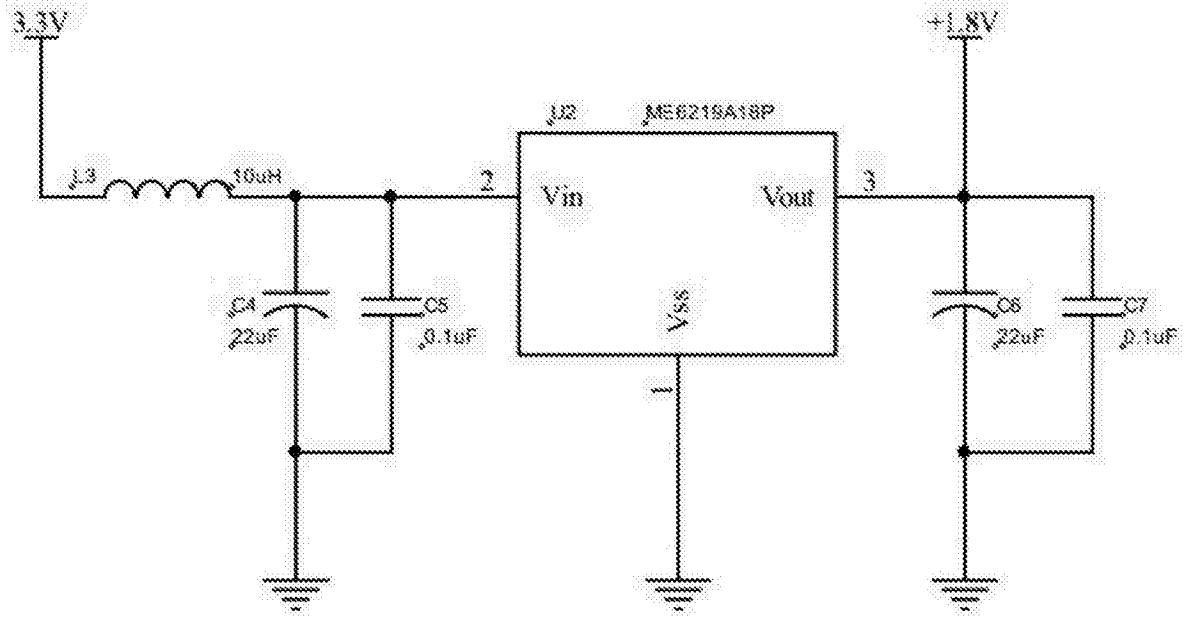 3.3V
+1.8V
U2
ME6219A18P
L3
10uH
2
Vin
Vout
3
C4
22uF
C5
0.1uF
Vss
1
C6
22uF
C7
0.1uF